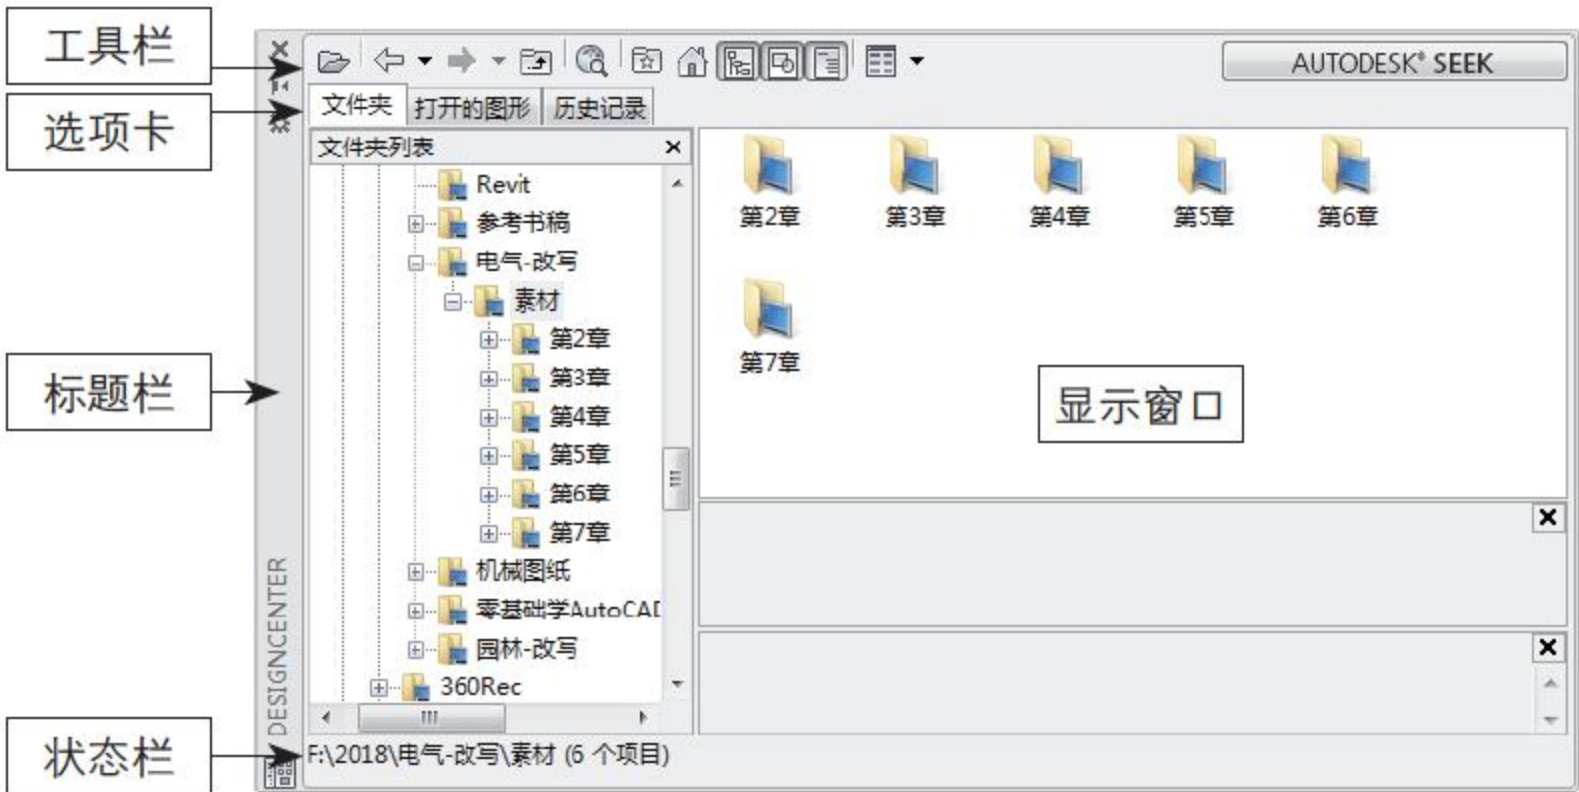 工具栏
选项卡
标题栏
状态栏
AUTODESK® SEEK
文件夹 打开的图形 历史记录
文件夹列表
Revit
参考书稿
电气-改写
素材
第2章
第3章
第4章
第5章
第6章
第7章
机械图纸
零基础学AutoCAD
园林-改写
360Rec
第2章 第3章 第4章 第5章 第6章
第7章
显示窗口
DESIGNCENTER
F:\2018\电气-改写\素材 (6 个项目)